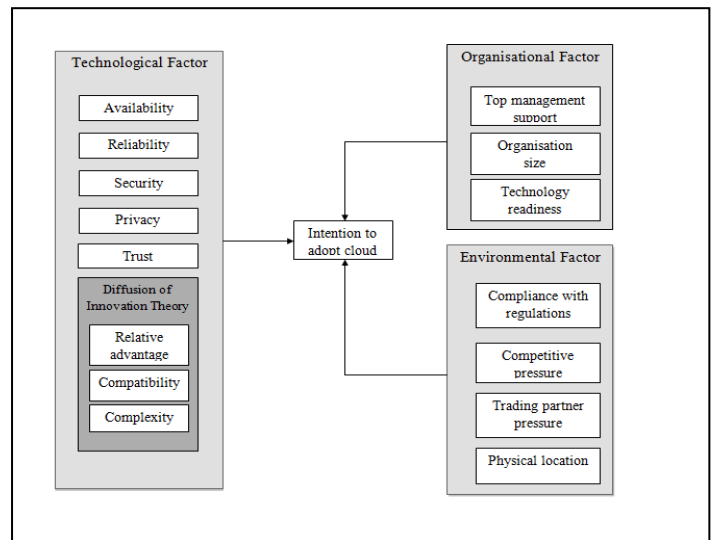 Technological Factor
Availability
Reliability
Security
Privacy
Trust
Diffusion of
Innovation Theory
Relative
advantage
Compatibility
Complexity
Intention to
adopt cloud
Organisational Factor
Top management
support
Organisation
size
Technology
readiness
Environmental Factor
Compliance with
regulations
Competitive
pressure
Trading partner
pressure
Physical location